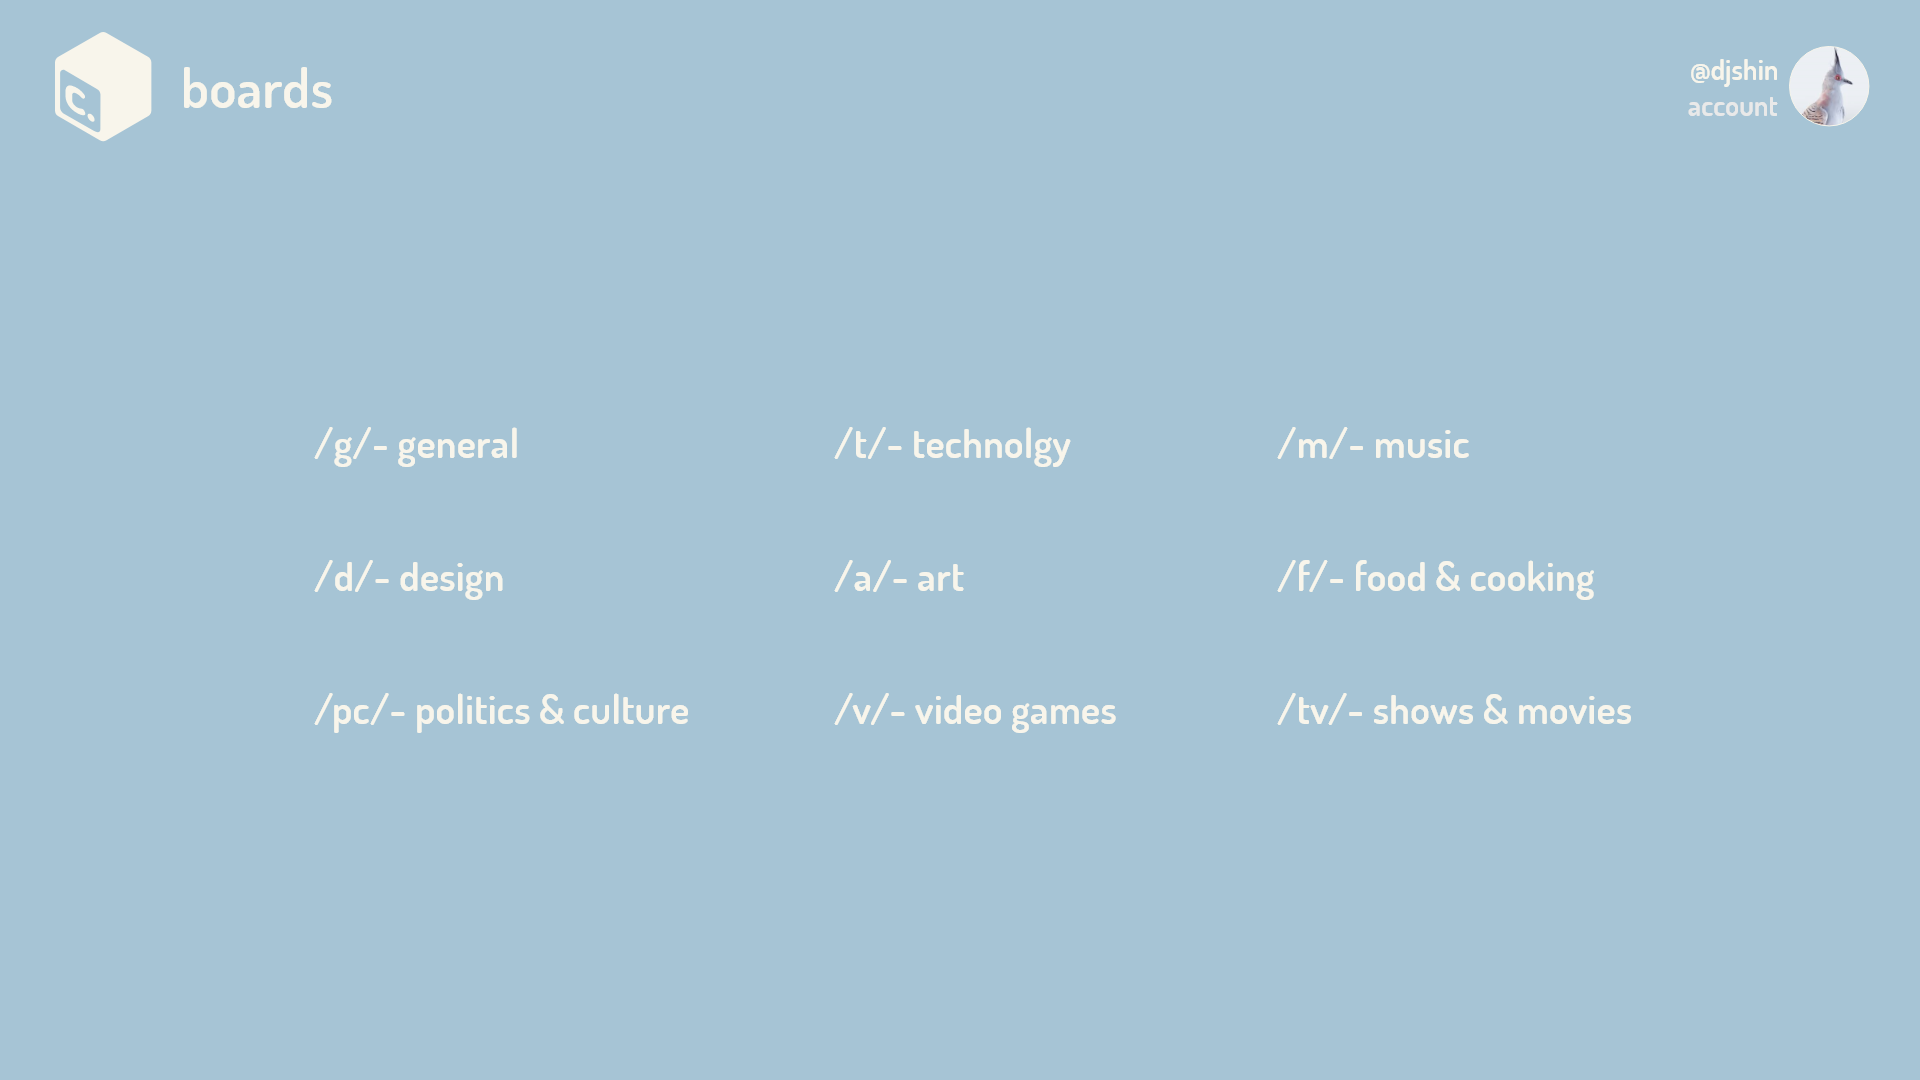 c.
boards
@djshin
account
/g/- general
/t/- technolgy
/m/- music
/d/- design
/a/- art
/f/- food & cooking
/pc/- politics & culture
/v/- video games
/tv/- shows & movies